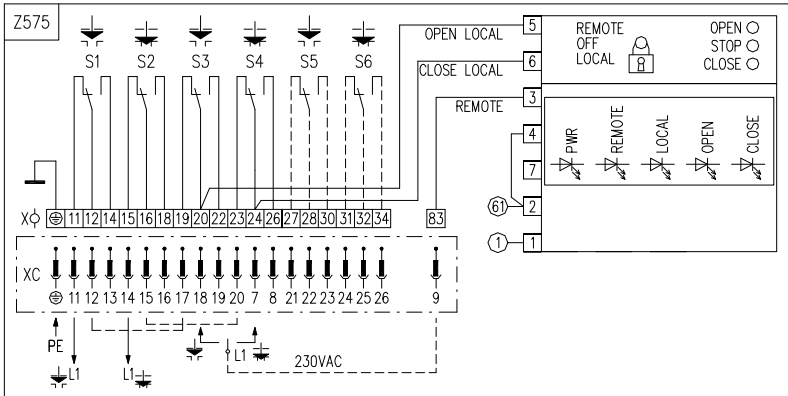 Z575
S1 S2 S3 S4 S5 S6
OPEN LOCAL 5
CLOSE LOCAL 6
REMOTE 3
4
7
61 2
1 1
REMOTE OPEN
OFF STOP
LOCAL CLOSE
PWR REMOTE LOCAL OPEN CLOSE
X 11 12 14 15 16 18 19 20 22 23 24 26 27 28 30 31 32 34 83
XC
11 12 13 14 15 16 17 18 19 20 7 8 21 22 23 24 25 26 9
PE
L1 L1 L1
230VAC